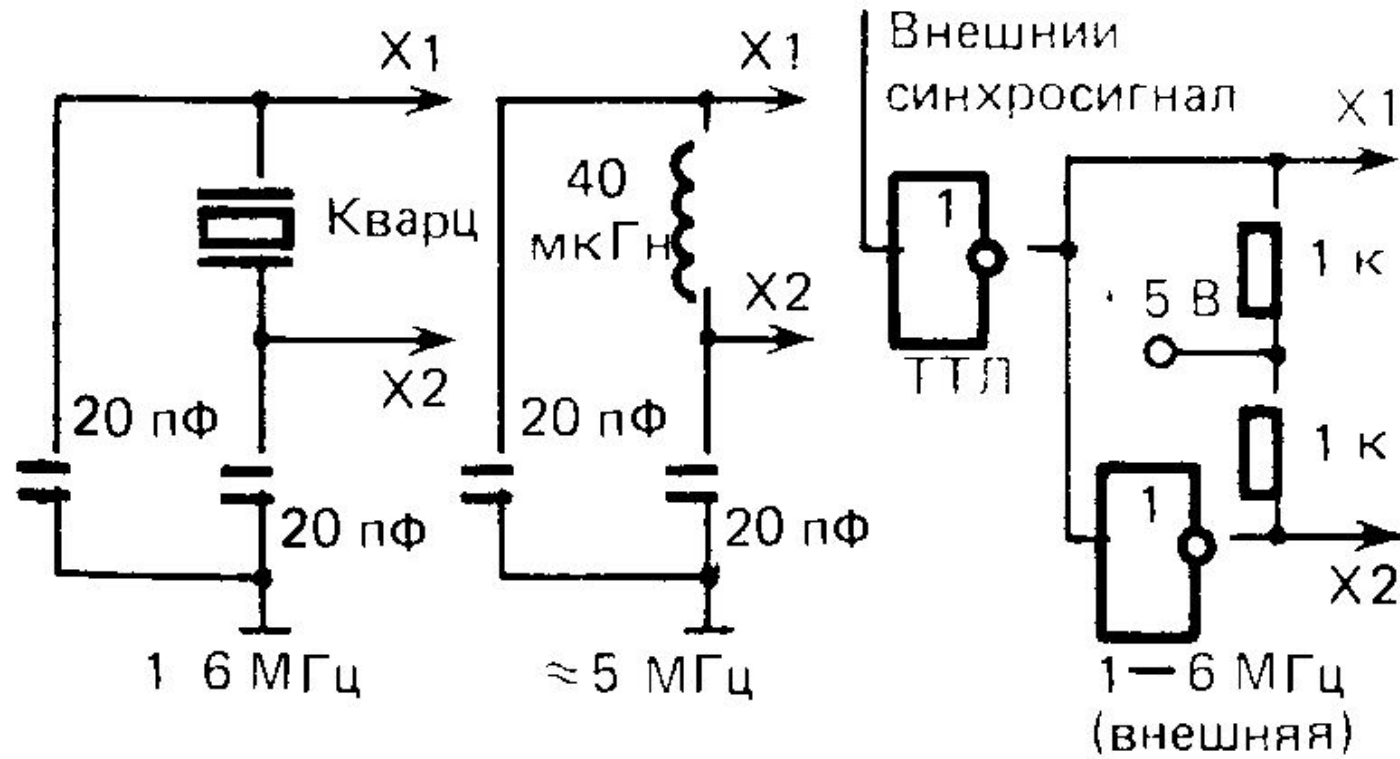 X1
Кварц
X2
20 пФ
20 пФ
1 6 МГц
X1
40
мкГн
X2
20 пФ
20 пФ
≈ 5 МГц
Внешнии
синхросигнал
1
ТТЛ
X1
1 к
5 В
1 к
1
X2
1—6 МГц
(внешняя)